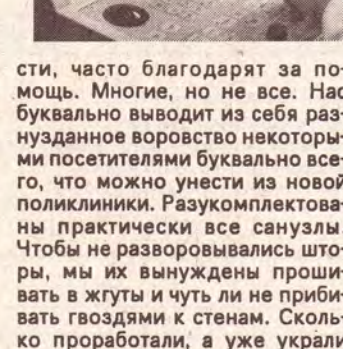 сти, часто благодарят за по-
мощь. Многие, но не все. Нас
буквально выводит из себя раз-
нузданное воровство некоторы-
ми посетителями буквально все-
го, что можно унести из новой
поликлиники. Разукомплектова-
ны практически все санузлы.
Чтобы не разворовывались што-
ры, мы их вынуждены проши-
вать в жгуты и чуть ли не приби-
вать гвоздями к стенам. Сколь-
ко проработали, а уже украли